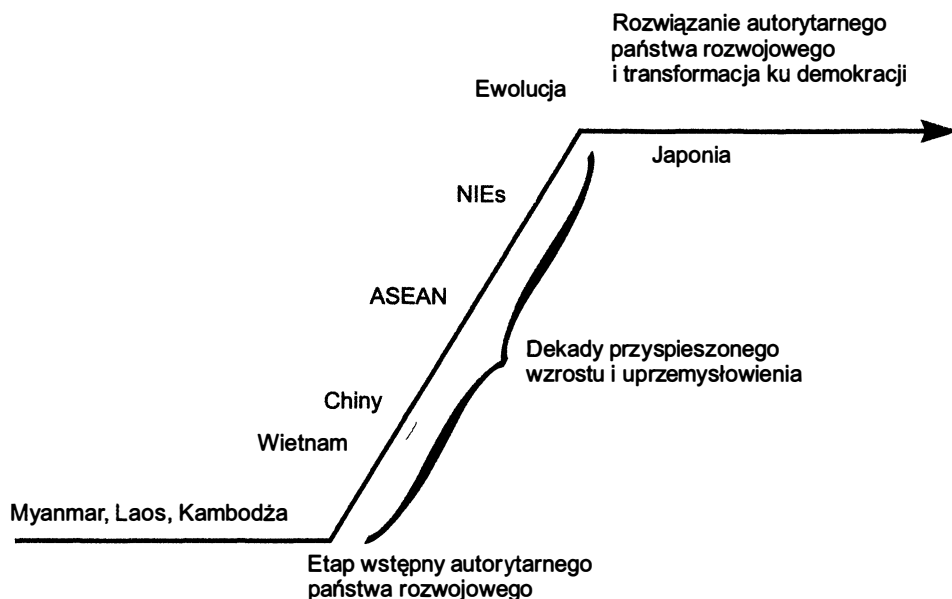 Rozwiązanie autorytarnego
państwa rozwojowego
i transformacja ku demokracji
Ewolucja
Japonia
NIEs
ASEAN
Dekady przyspieszonego
wzrostu i uprzemysłowienia
Chiny
Wietnam
Myanmar, Laos, Kambodża
Etap wstępny autorytarnego
państwa rozwojowego